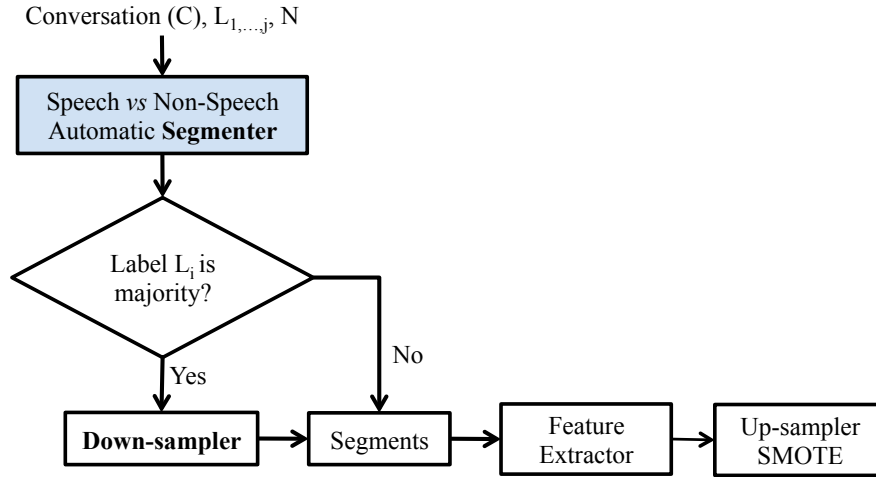 Conversation (C), L1,...,j, N
Speech vs Non-Speech
Automatic Segmenter
Label Li is
majority?
No
Yes
Down-sampler
Segments
Feature
Extractor
Up-sampler
SMOTE